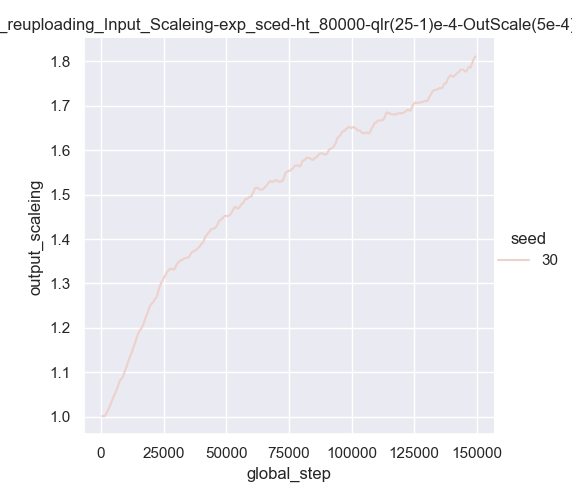 _reuploading_Input_Scaleing-exp_sced-ht_80000-qlr(25-1)e-4-OutScale(5e-4)
1.8
1.7
1.6
1.5
1.4
1.3
1.2
1.1
1.0
output_scaleing
seed
30
0 25000 50000 75000 100000 125000 150000
global_step